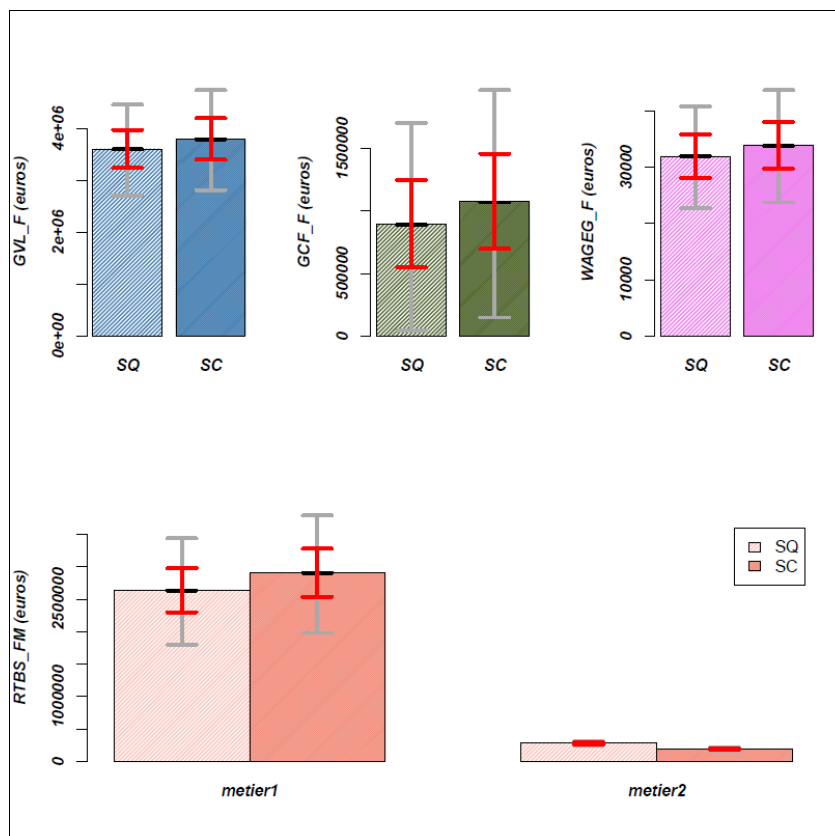 GVL_F (euros)
0e+00
2e+06
4e+06
SQ
SC
GCF_F (euros)
0
500000
1500000
SQ
SC
WAGEG_F (euros)
0
10000
30000
SQ
SC
RTBS_FM (euros)
0
1000000
2500000
metier1
metier2
SQ
SC